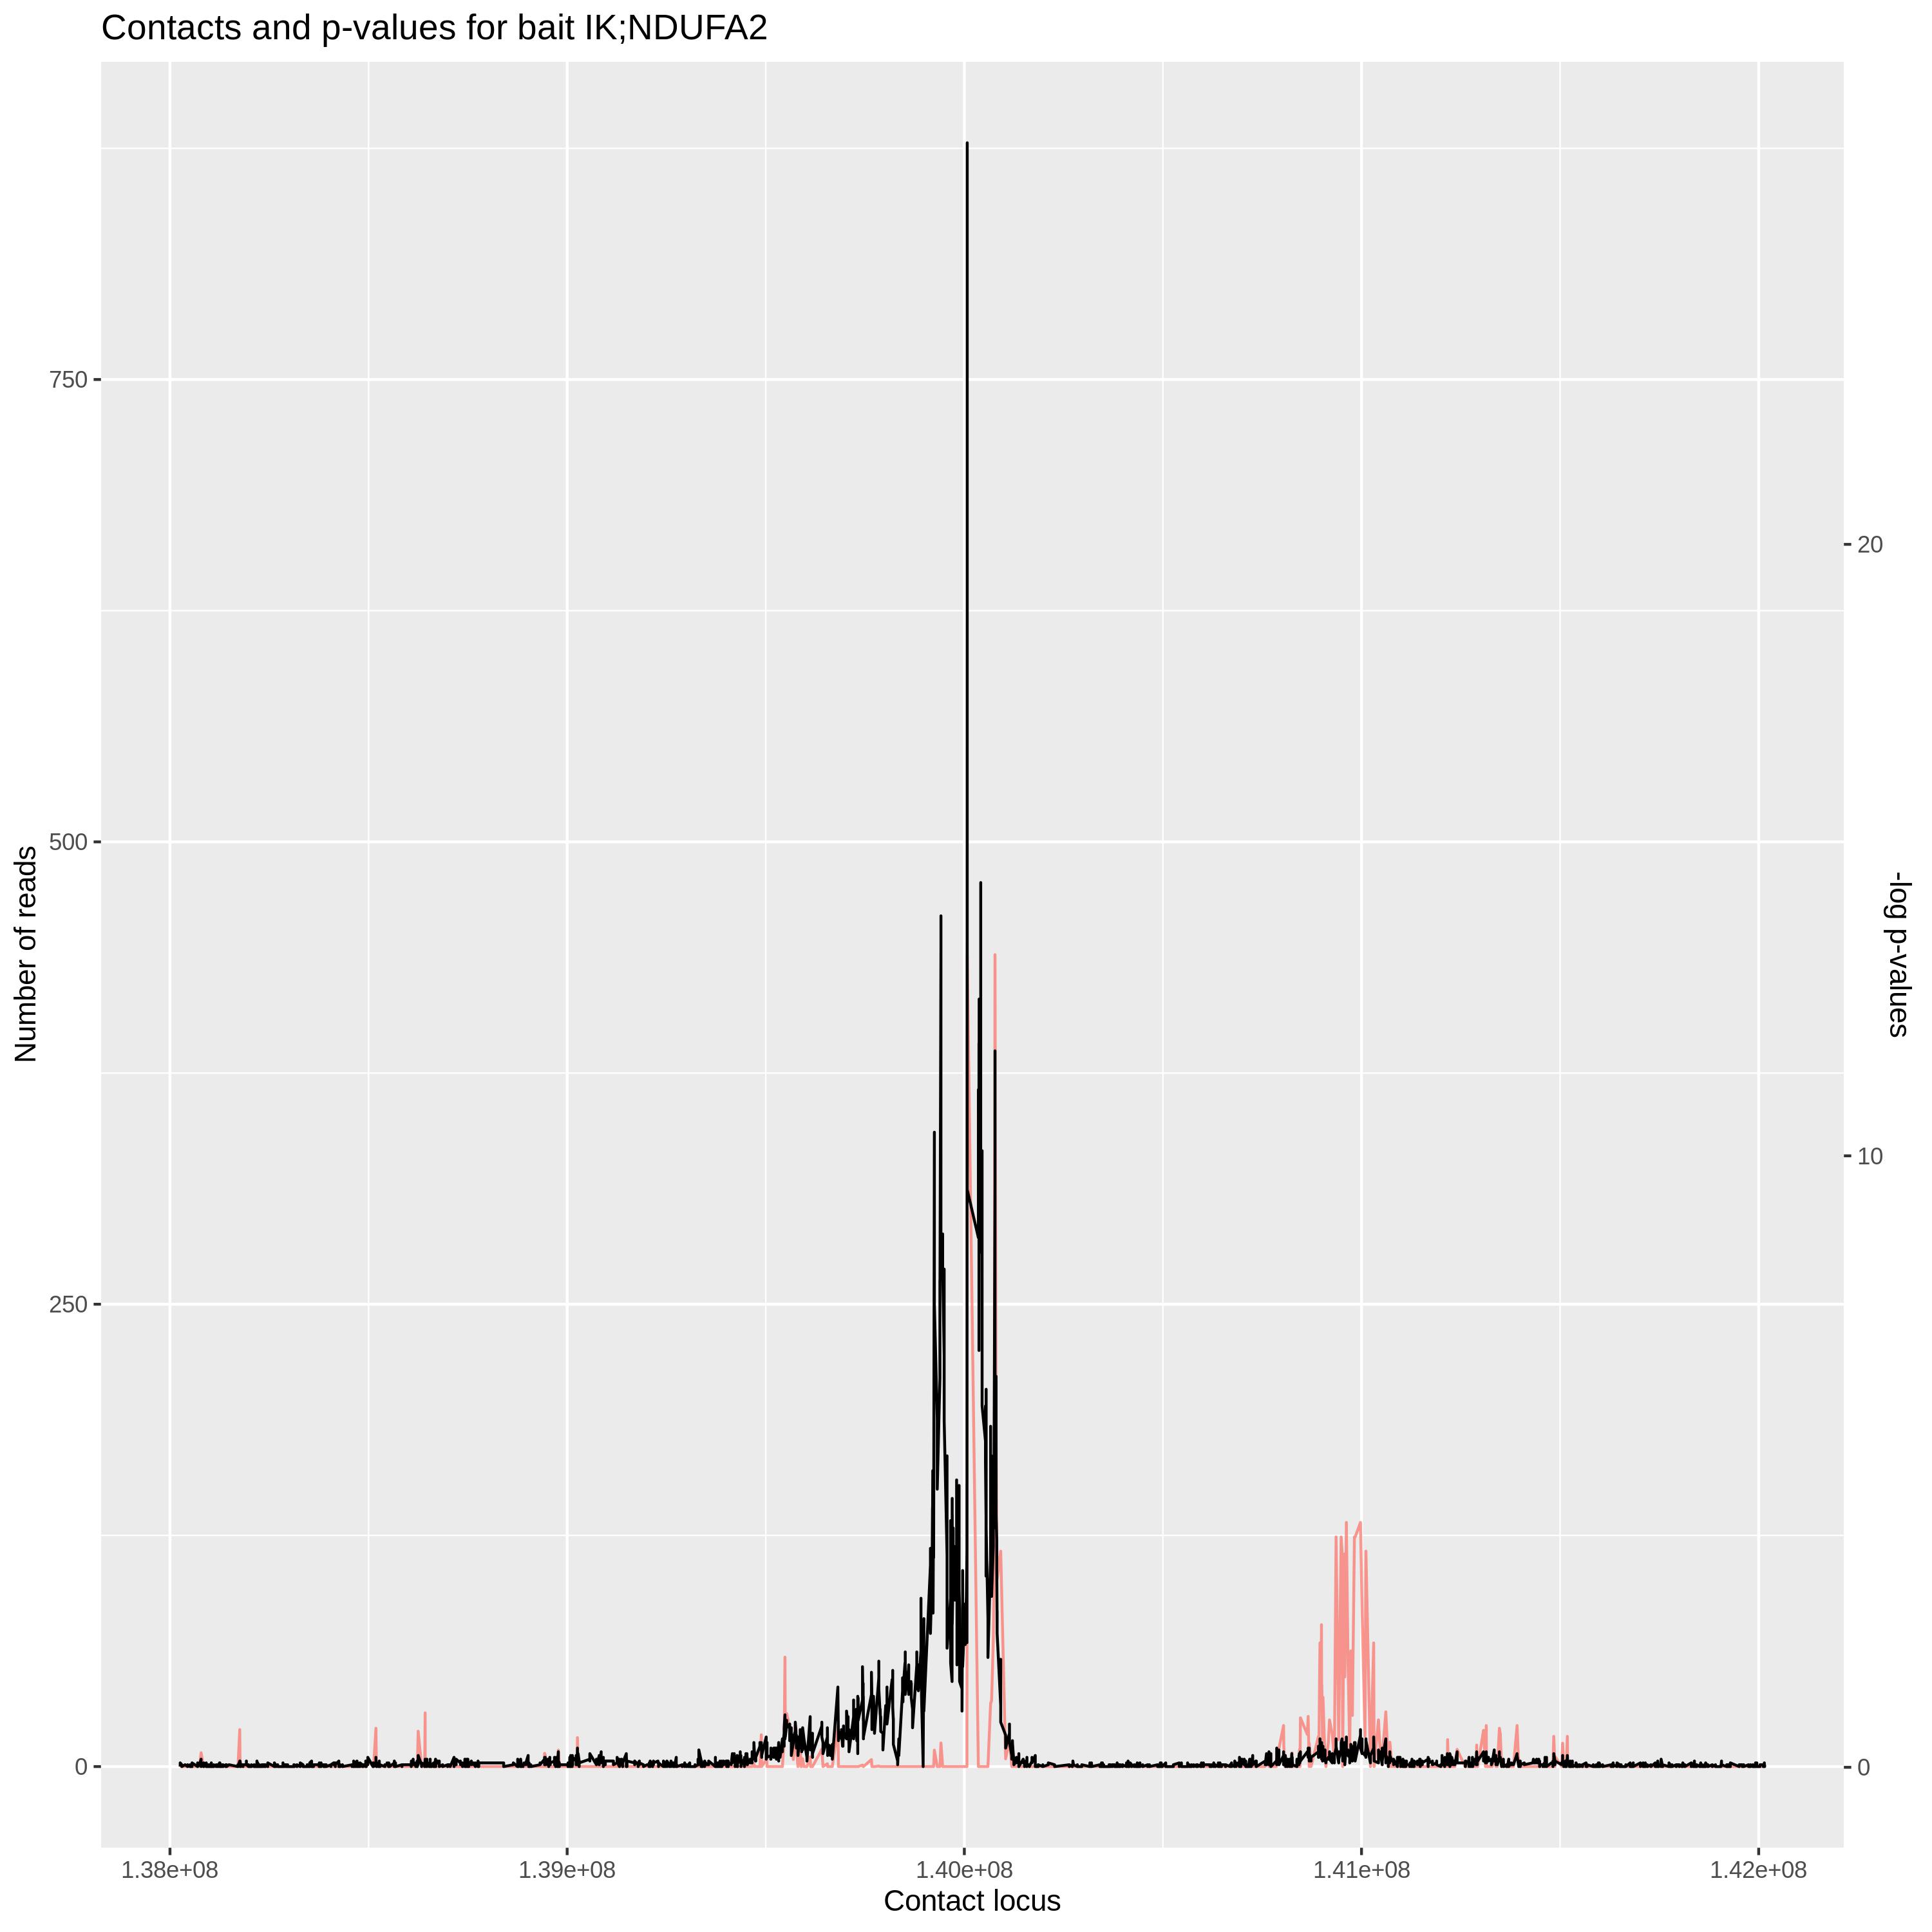 Contacts and p-values for bait IK;NDUFA2
Number of reads
750
500
250
0
20
10
0
-log p-values
1.38e+08
1.39e+08
1.40e+08
1.41e+08
1.42e+08
Contact locus